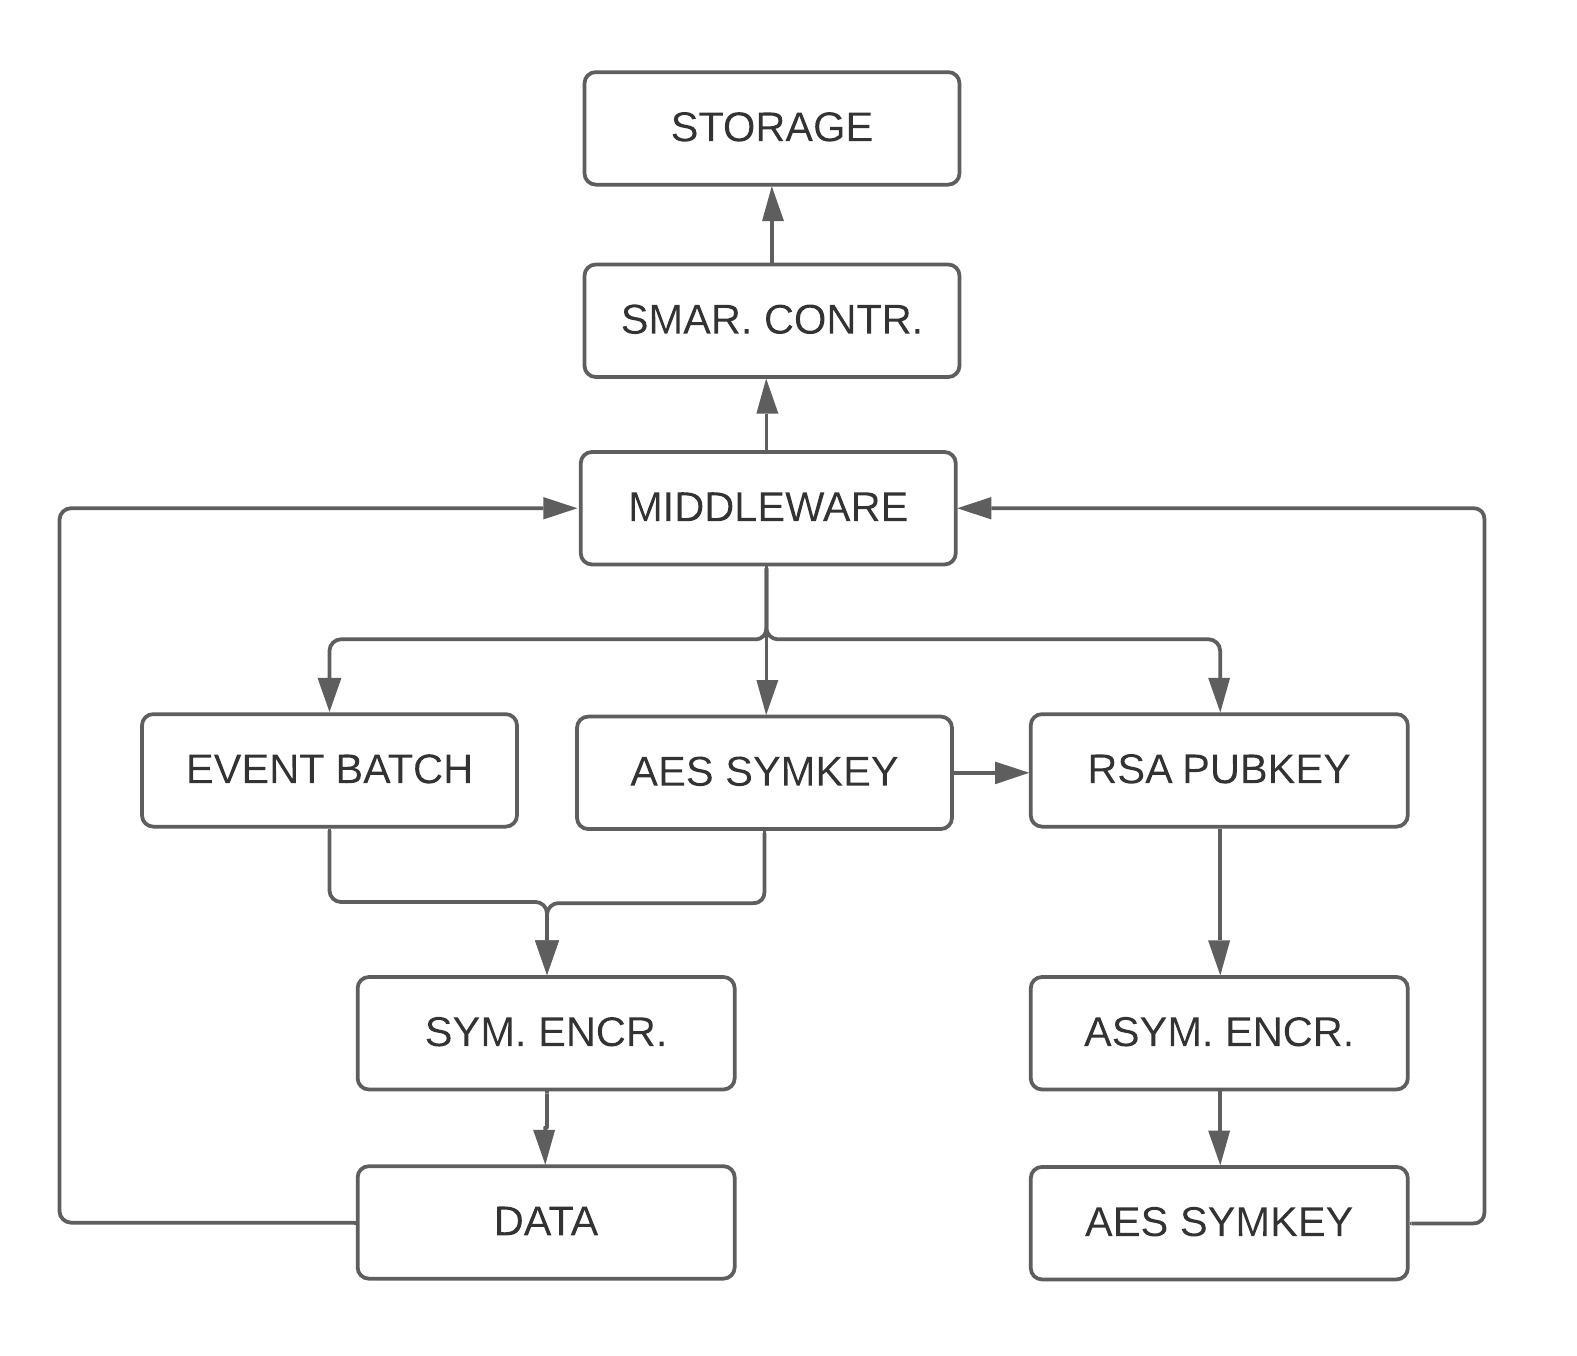 STORAGE
SMAR. CONTR.
MIDDLEWARE
EVENT BATCH
AES SYMKEY
RSA PUBKEY
SYM. ENCR.
ASYM. ENCR.
DATA
AES SYMKEY